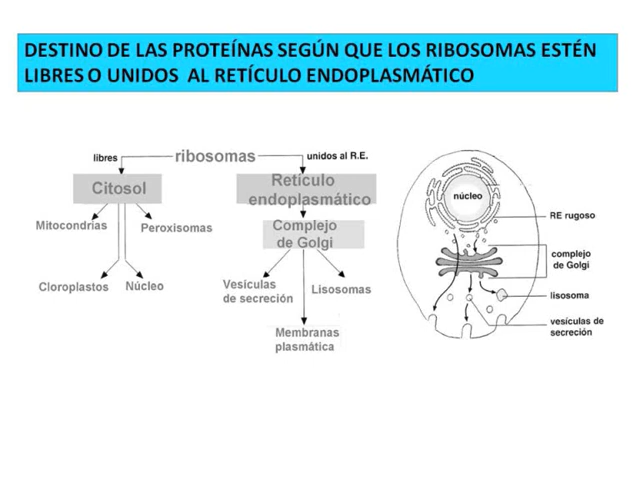 DESTINO DE LAS PROTEÍNAS SEGÚN QUE LOS RIBOSOMAS ESTÉN
LIBRES O UNIDOS AL RETÍCULO ENDOPLASMÁTICO
libres
ribosomas
unidos al R.E.
Citosol
Retículo
endoplasmático
Mitocondrias
Peroxisomas
Complejo
de Golgi
Cloroplastos
Núcleo
Vesículas
de secreción
Lisosomas
Membranas
plasmática
núcleo
RE rugoso
complejo
de Golgi
lisosoma
vesículas de
secreción